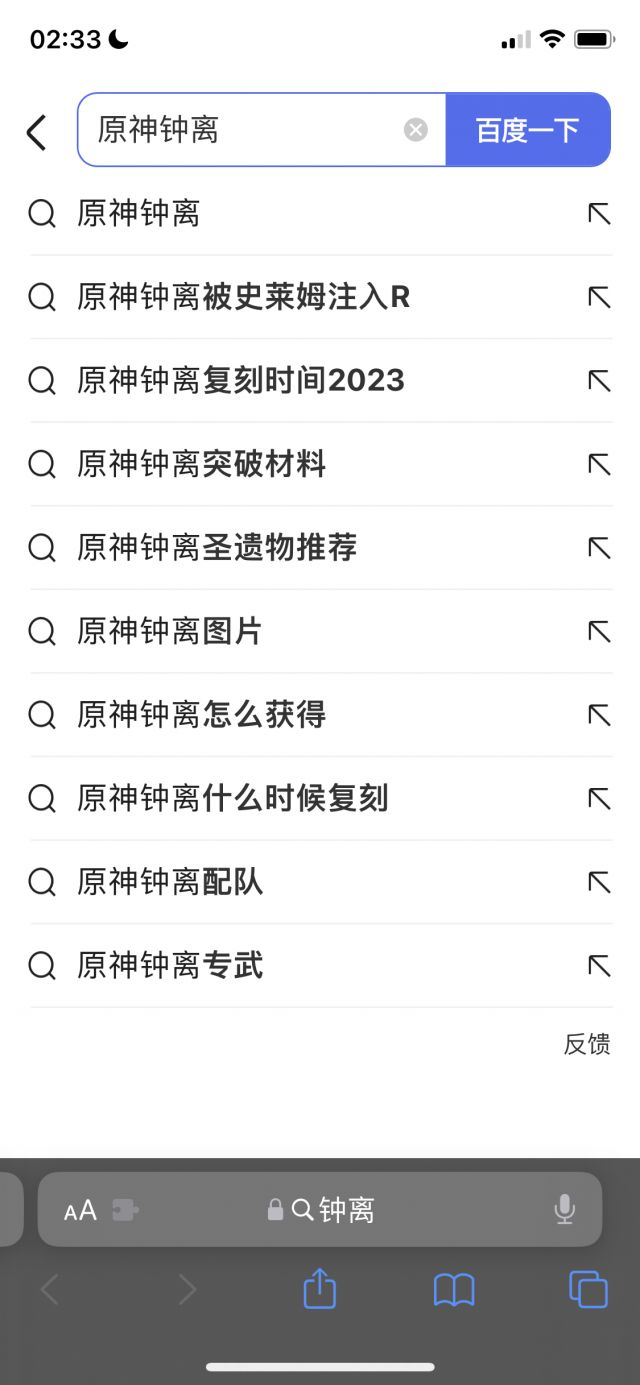 02:33
原神钟离
百度一下
原神钟离
原神钟离被史莱姆注入R
原神钟离复刻时间2023
原神钟离突破材料
原神钟离圣遗物推荐
原神钟离图片
原神钟离怎么获得
原神钟离什么时候复刻
原神钟离配队
原神钟离专武
反馈
AA
钟离